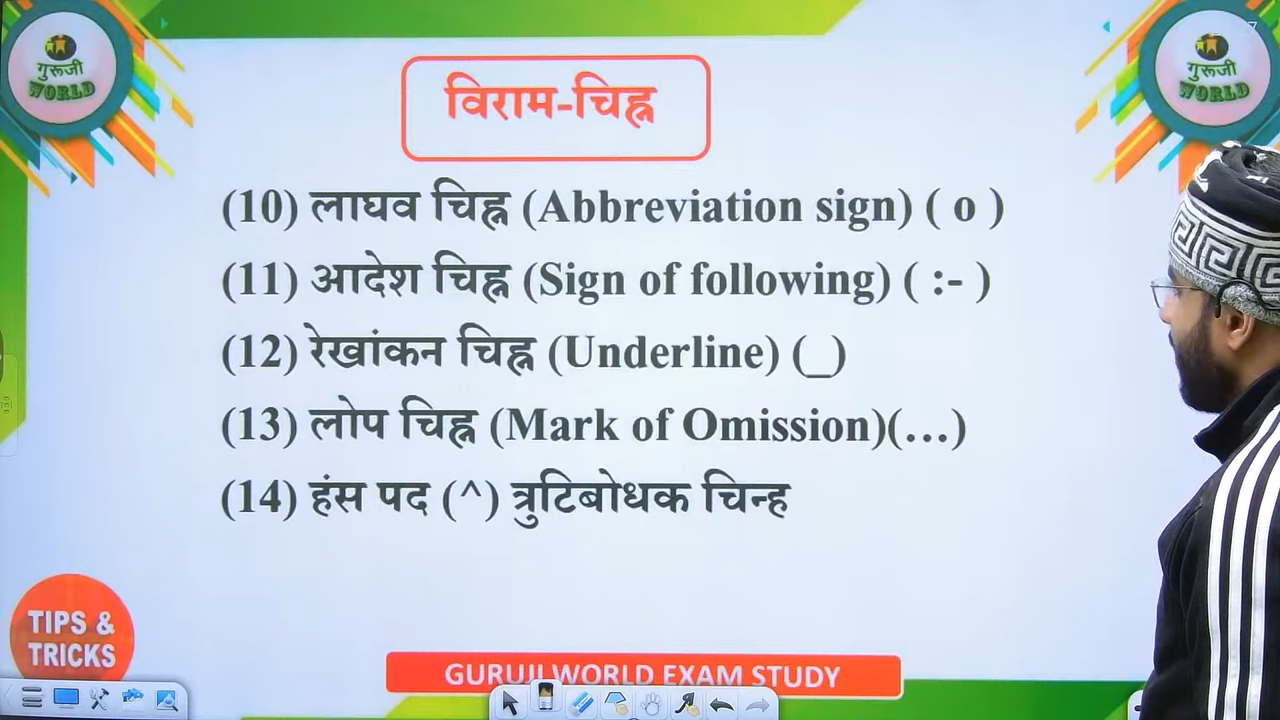 गुरूजी
WORLD
7
गुरूजी
WORLD
विराम-चिह्न
(10) लाघव चिह्न (Abbreviation sign) ( o )
(11) आदेश चिह्न (Sign of following) ( :- )
(12) रेखांकन चिह्न (Underline) (_)
(13) लोप चिह्न (Mark of Omission)(…)
(14) हंस पद (^) त्रुटिबोधक चिन्ह
TIPS &
TRICKS
GURUJI WORLD EXAM STUDY